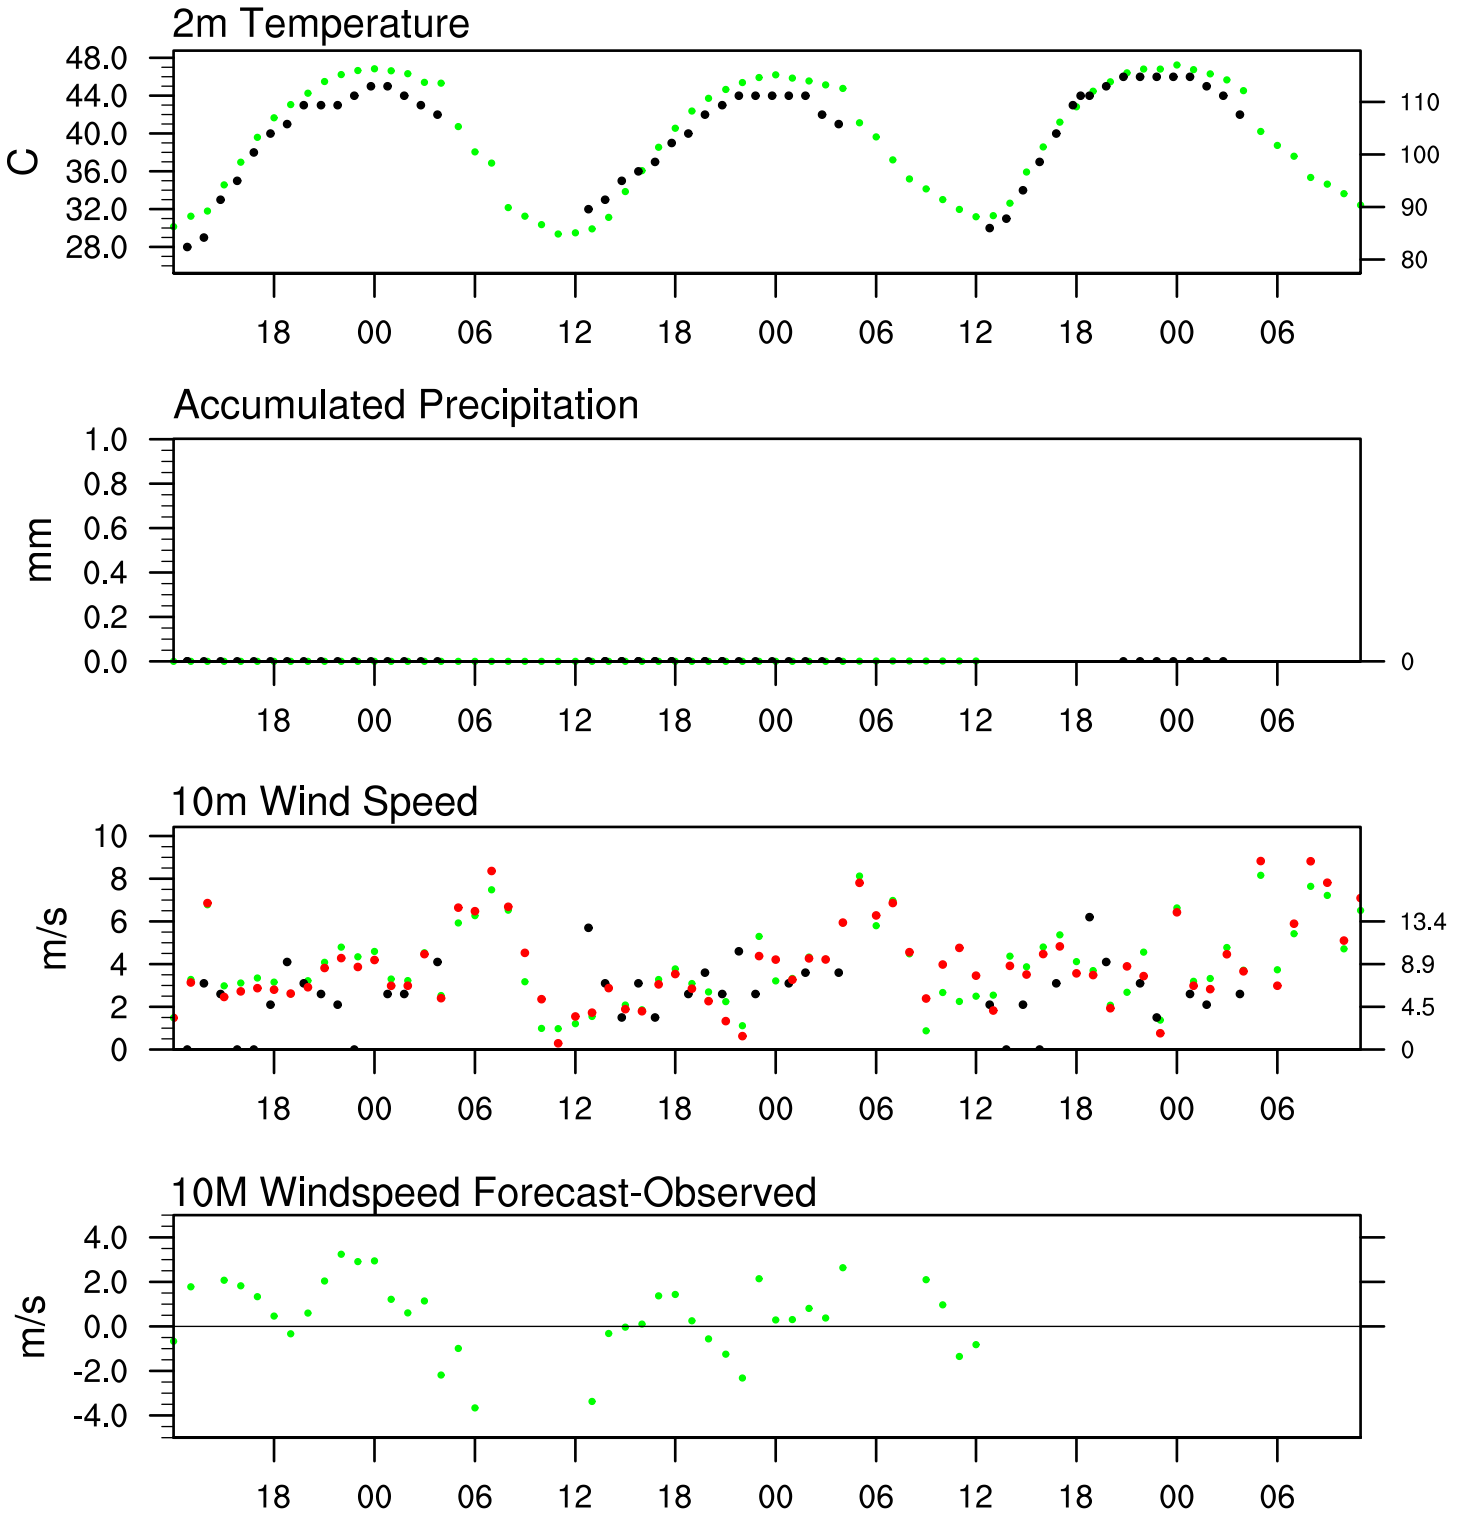 2m Temperature
48.0
44.0
40.0
36.0
32.0
28.0
C
110
100
90
80
18 00 06 12 18 00 06 12 18 00 06
Accumulated Precipitation
1.0
0.8
0.6
0.4
0.2
0.0
mm
0
18 00 06 12 18 00 06 12 18 00 06
10m Wind Speed
10
8
6
4
2
0
m/s
13.4
8.9
4.5
0
18 00 06 12 18 00 06 12 18 00 06
10M Windspeed Forecast-Observed
4.0
2.0
0.0
-2.0
-4.0
m/s
18 00 06 12 18 00 06 12 18 00 06